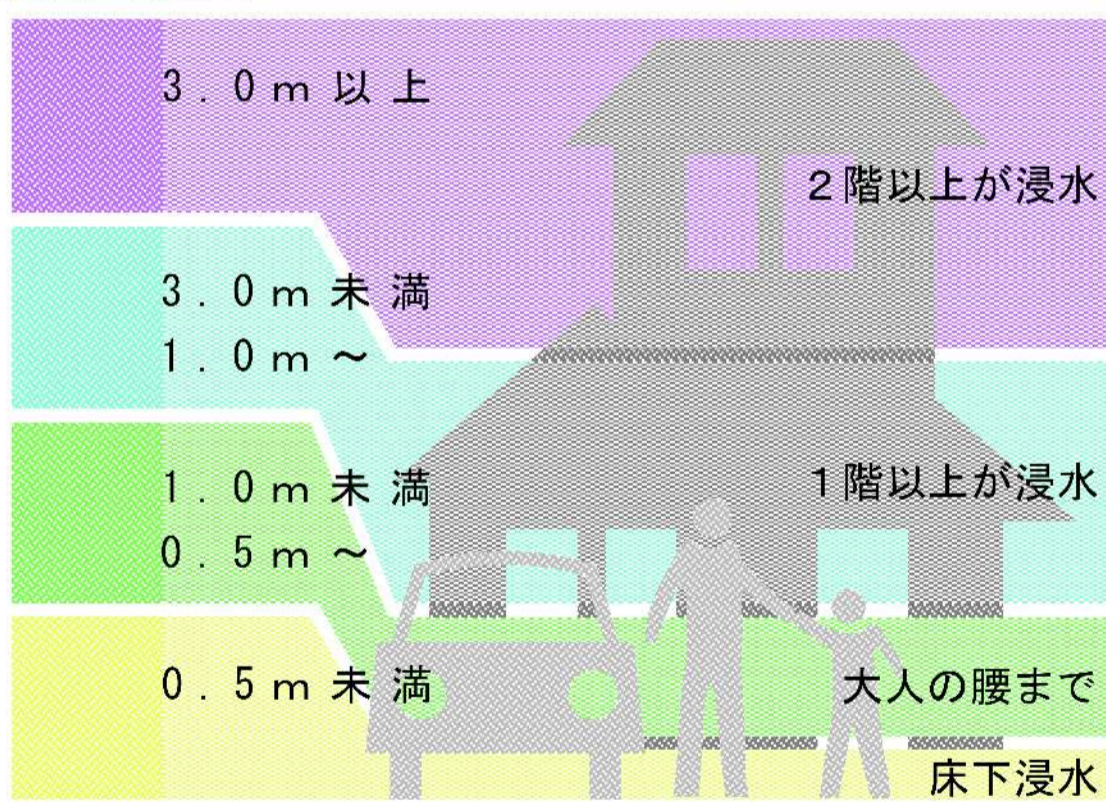 ３．０ｍ以上
２階以上が浸水
３．０ｍ未満
１．０ｍ～
１．０ｍ未満
１階以上が浸水
０．５ｍ～
０．５ｍ未満
大人の腰まで
床下浸水